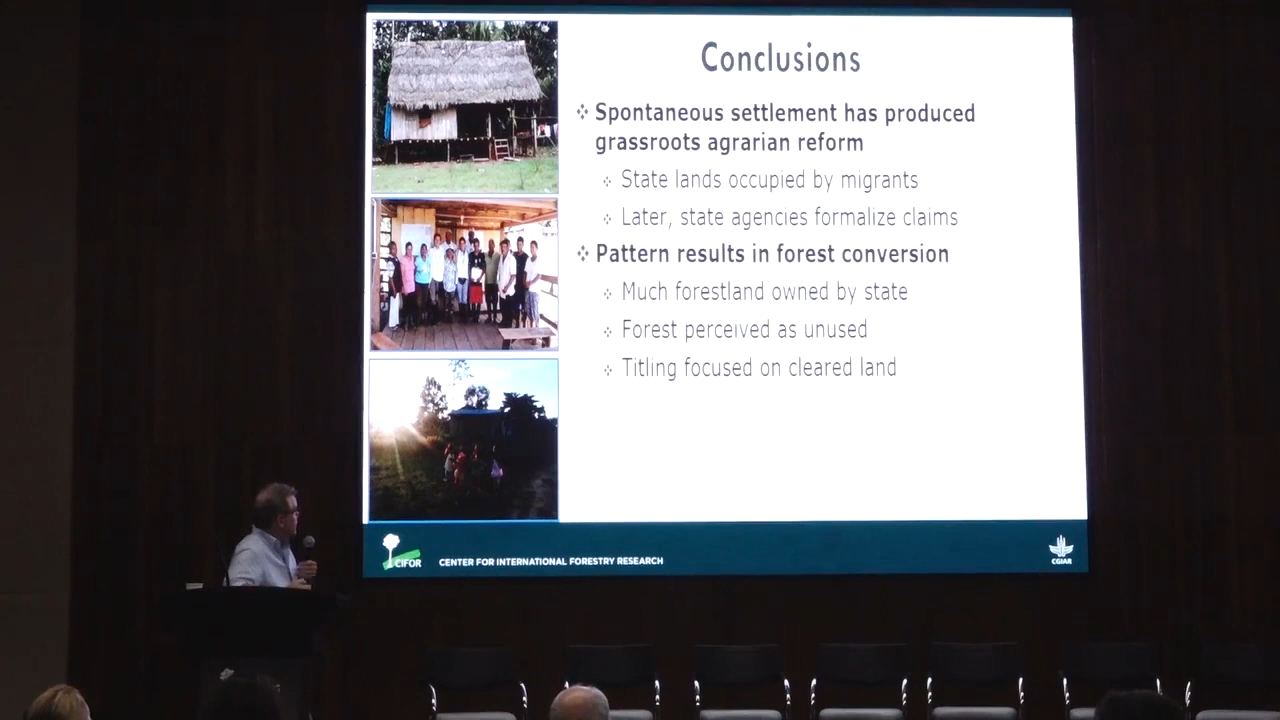 Conclusions
Spontaneous settlement has produced
grassroots agrarian reform
State lands occupied by migrants
Later, state agencies formalize claims
Pattern results in forest conversion
Much forestland owned by state
Forest perceived as unused
Titling focused on cleared land
CIFOR
CENTER FOR INTERNATIONAL FORESTRY RESEARCH
CGIAR